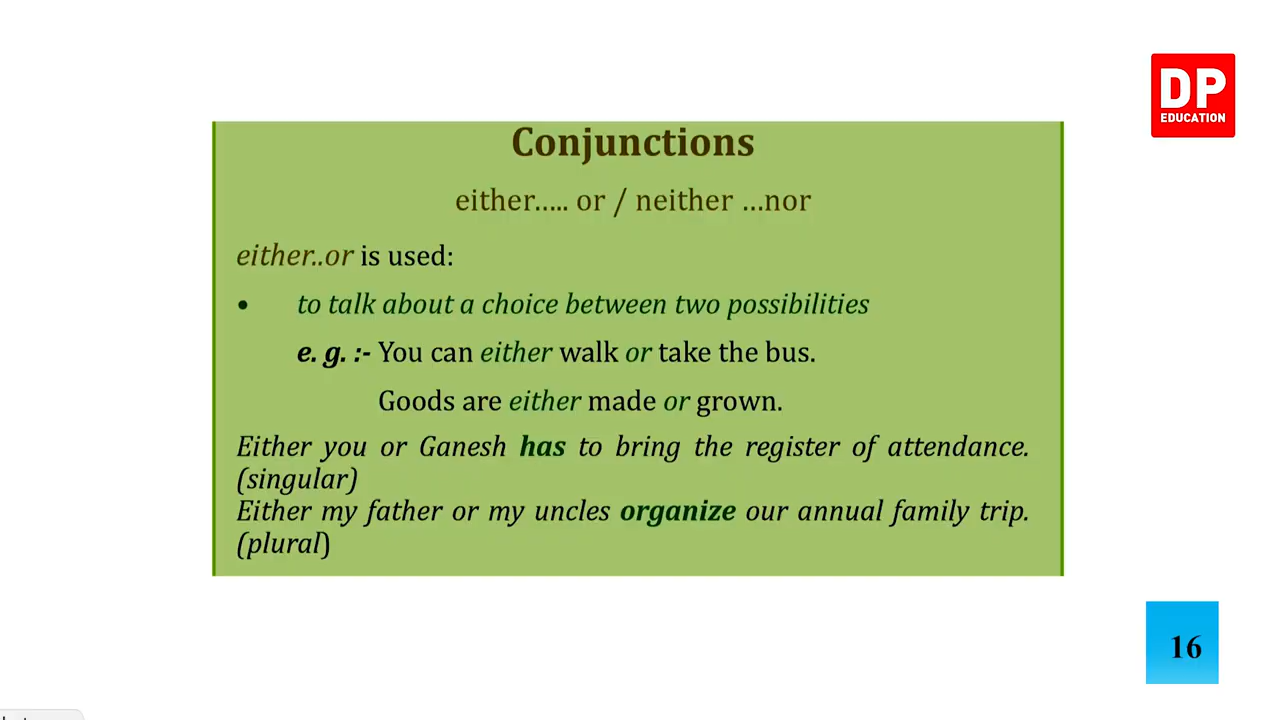 DP
EDUCATION
Conjunctions
either..... or / neither ...nor
either..or is used:
• to talk about a choice between two possibilities
e. g. :- You can either walk or take the bus.
Goods are either made or grown.
Either you or Ganesh has to bring the register of attendance.
(singular)
Either my father or my uncles organize our annual family trip.
(plural)
16